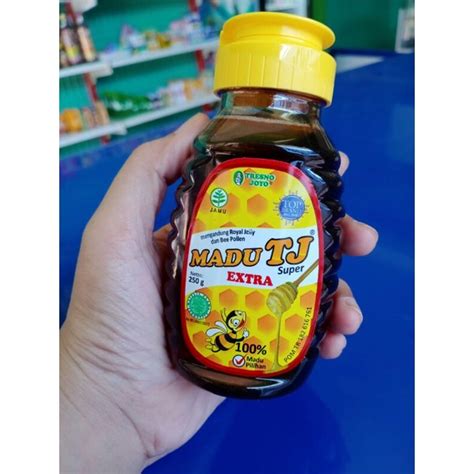 TRESNO
JOYO
JAMU
TOP
mengandung Royal Jelly
dan Bee Pollen
MADU TJ®
Super
EXTRA
Netto:
250 g
100%
Madu
Pilihan